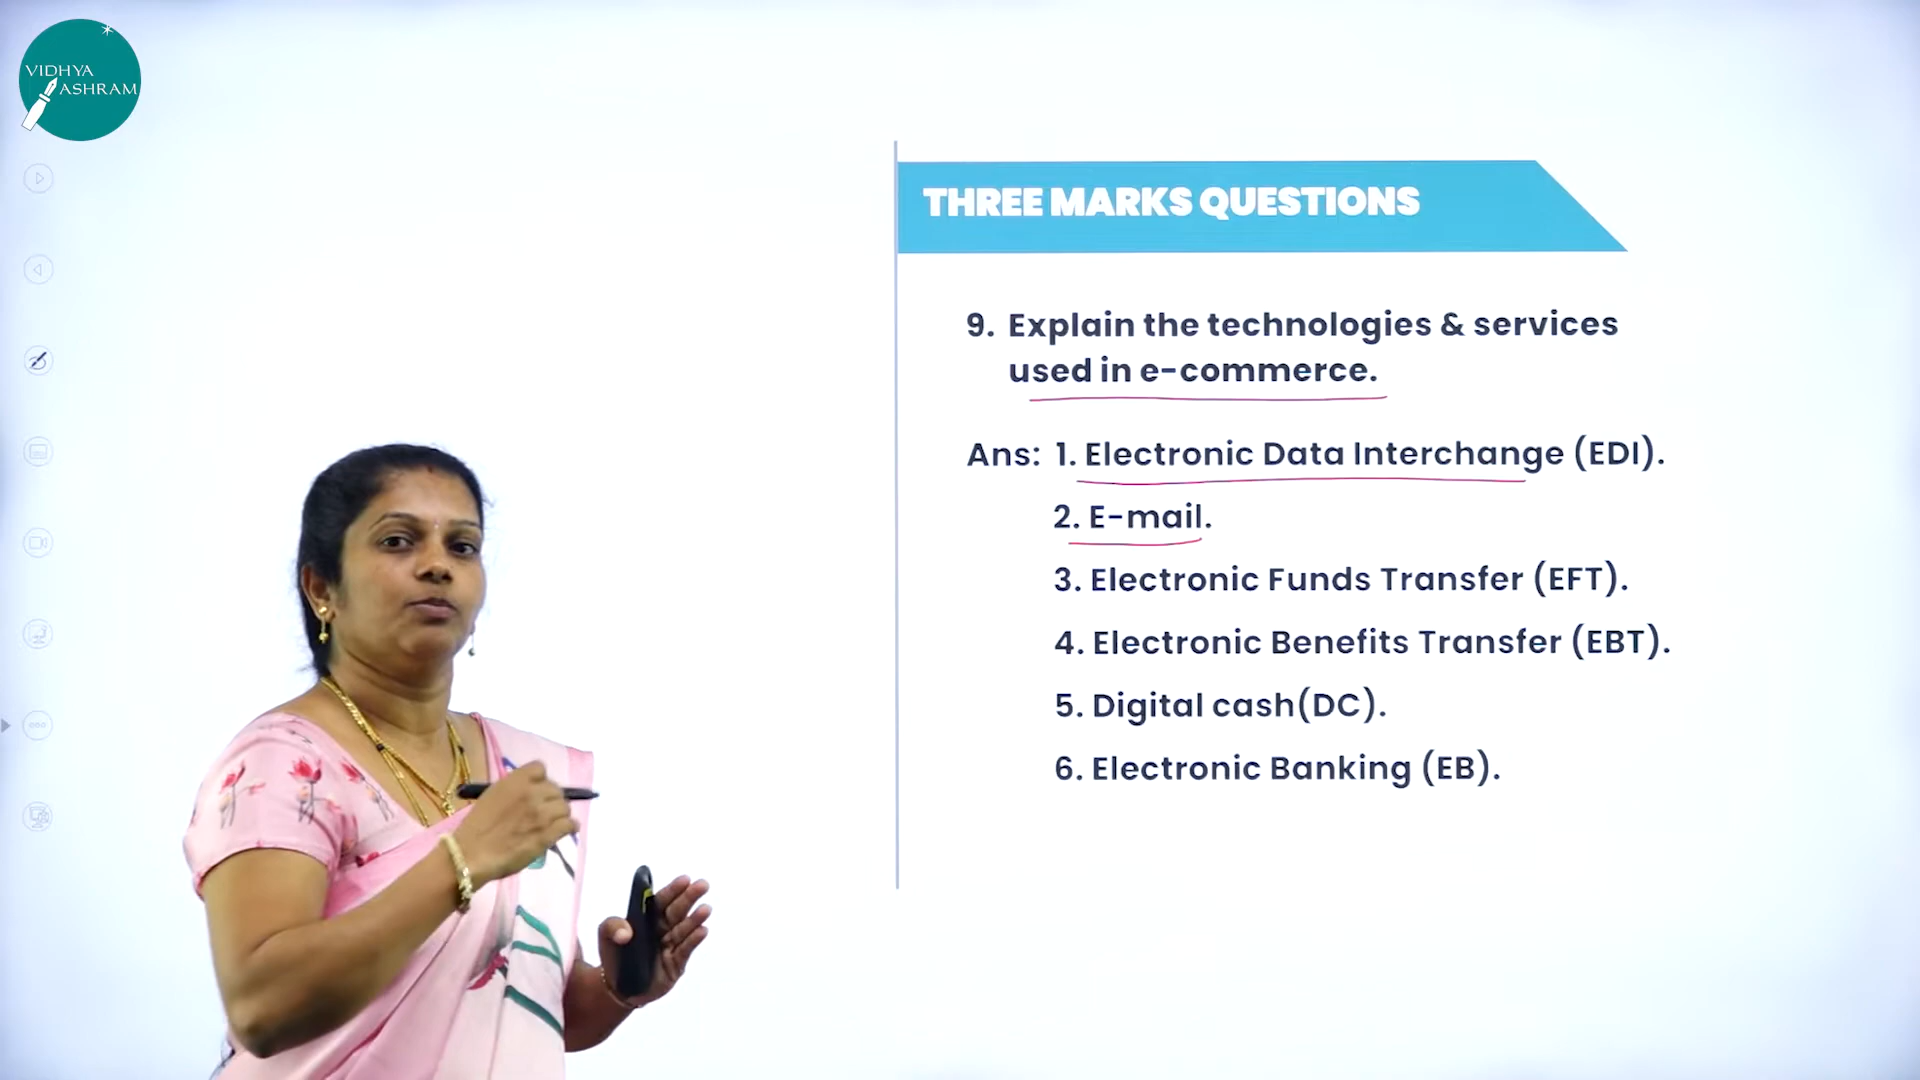 VIDHYA
ASHRAM
THREE MARKS QUESTIONS
9. Explain the technologies & services
used in e-commerce.
Ans: 1. Electronic Data Interchange (EDI).
2. E-mail.
3. Electronic Funds Transfer (EFT).
4. Electronic Benefits Transfer (EBT).
5. Digital cash(DC).
6. Electronic Banking (EB).